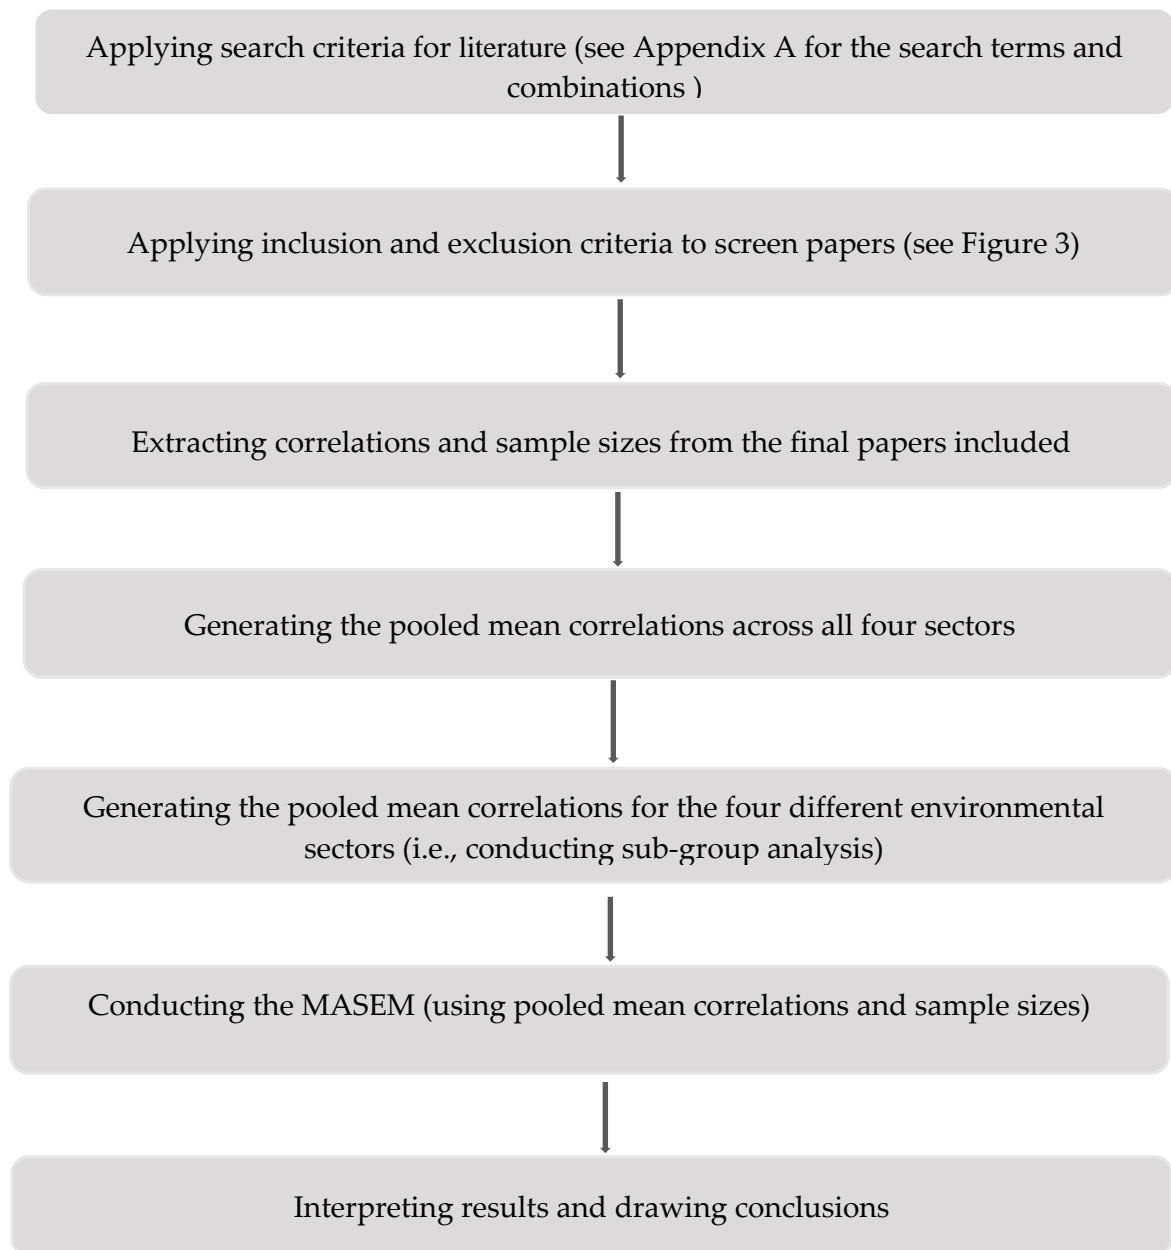 Applying search criteria for literature (see Appendix A for the search terms and
combinations )
Applying inclusion and exclusion criteria to screen papers (see Figure 3)
Extracting correlations and sample sizes from the final papers included
Generating the pooled mean correlations across all four sectors
Generating the pooled mean correlations for the four different environmental
sectors (i.e., conducting sub-group analysis)
Conducting the MASEM (using pooled mean correlations and sample sizes)
Interpreting results and drawing conclusions